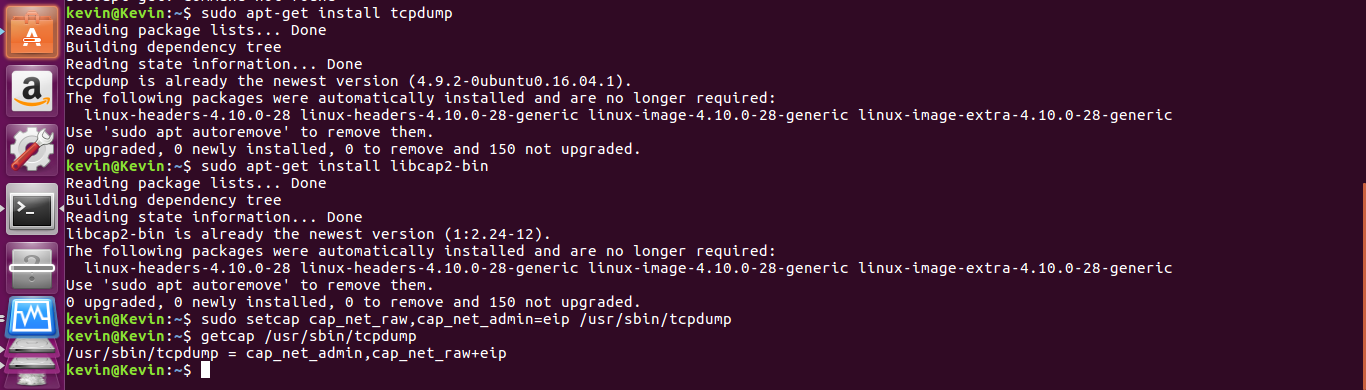 kevin@Kevin:~$ sudo apt-get install tcpdump
Reading package lists... Done
Building dependency tree
Reading state information... Done
tcpdump is already the newest version (4.9.2-0ubuntu0.16.04.1).
The following packages were automatically installed and are no longer required:
  linux-headers-4.10.0-28 linux-headers-4.10.0-28-generic linux-image-4.10.0-28-generic linux-image-extra-4.10.0-28-generic
Use 'sudo apt autoremove' to remove them.
0 upgraded, 0 newly installed, 0 to remove and 150 not upgraded.
kevin@Kevin:~$ sudo apt-get install libcap2-bin
Reading package lists... Done
Building dependency tree
Reading state information... Done
libcap2-bin is already the newest version (1:2.24-12).
The following packages were automatically installed and are no longer required:
  linux-headers-4.10.0-28 linux-headers-4.10.0-28-generic linux-image-4.10.0-28-generic linux-image-extra-4.10.0-28-generic
Use 'sudo apt autoremove' to remove them.
0 upgraded, 0 newly installed, 0 to remove and 150 not upgraded.
kevin@Kevin:~$ sudo setcap cap_net_raw,cap_net_admin=eip /usr/sbin/tcpdump
kevin@Kevin:~$ getcap /usr/sbin/tcpdump
/usr/sbin/tcpdump = cap_net_admin,cap_net_raw+eip
kevin@Kevin:~$